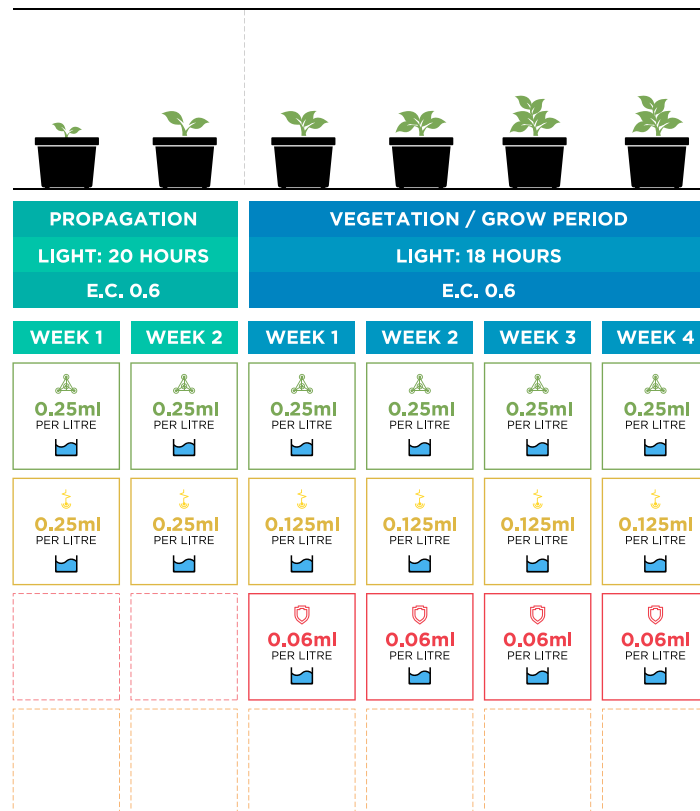 PROPAGATION
VEGETATION / GROW PERIOD
LIGHT: 20 HOURS
LIGHT: 18 HOURS
E.C. 0.6
E.C. 0.6
WEEK 1
WEEK 2
WEEK 1
WEEK 2
WEEK 3
WEEK 4
0.25ml
PER LITRE
0.25ml
PER LITRE
0.25ml
PER LITRE
0.25ml
PER LITRE
0.25ml
PER LITRE
0.25ml
PER LITRE
0.25ml
PER LITRE
0.25ml
PER LITRE
0.125ml
PER LITRE
0.125ml
PER LITRE
0.125ml
PER LITRE
0.125ml
PER LITRE
0.06ml
PER LITRE
0.06ml
PER LITRE
0.06ml
PER LITRE
0.06ml
PER LITRE